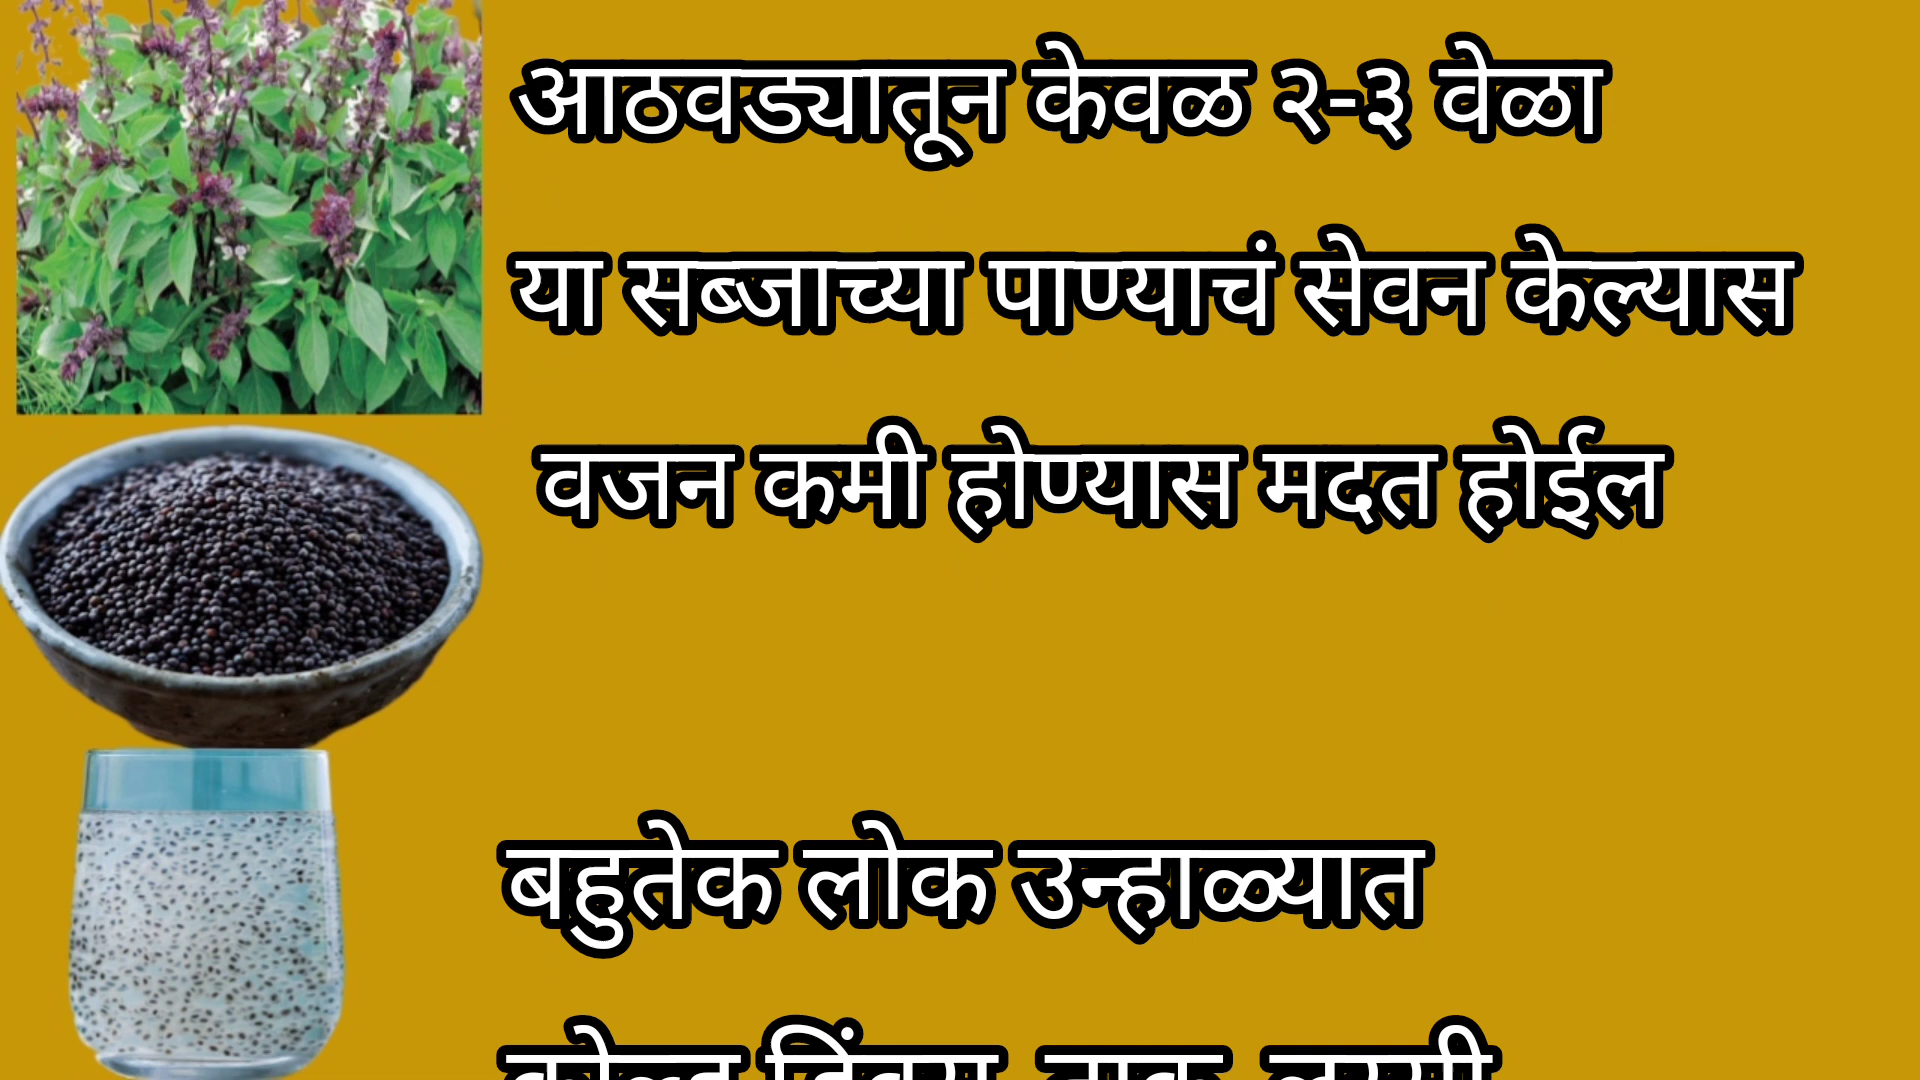 आठवड्यातून केवळ २-३ वेळा
या सब्जाच्या पाण्याचं सेवन केल्यास
वजन कमी होण्यास मदत होईल
बहुतेक लोक उन्हाळ्यात